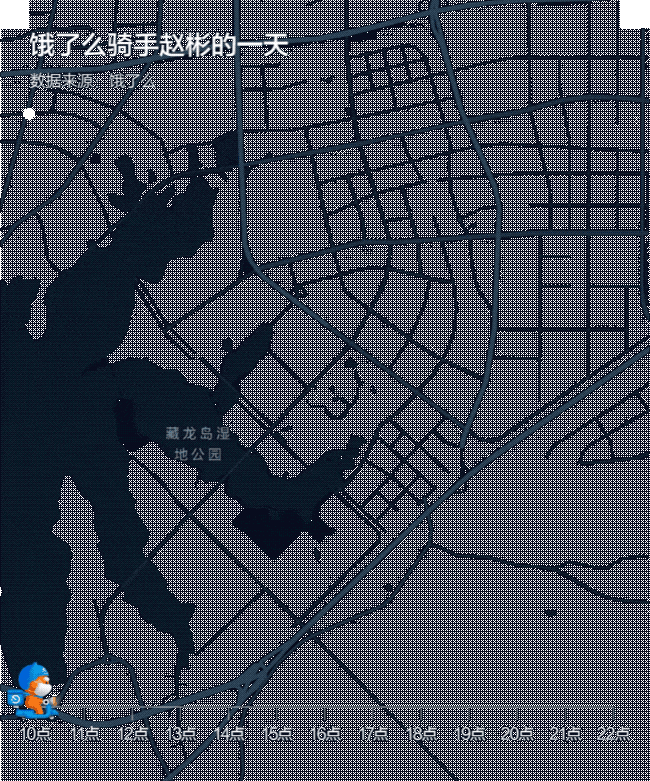 饿了么骑手赵彬的一天
数据来源：饿了么
藏龙岛湿
地公园
10点 11点 12点 13点 14点 15点 16点 17点 18点 19点 20点 21点 22点